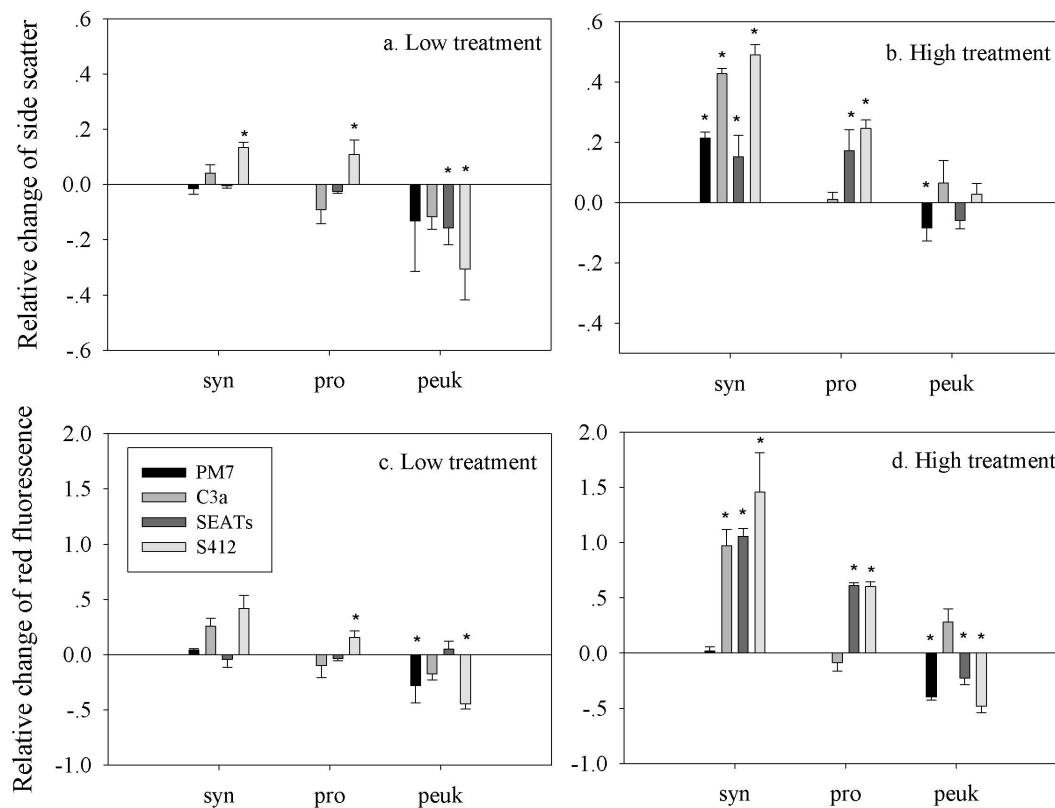 Relative change of side scatter
.6
.4
.2
0.0
-.2
-.4
-.6
a. Low treatment
*
*
*
*
syn
pro
peuk
.6
.4
.2
0.0
-.2
-.4
b. High treatment
*
*
*
*
*
*
*
syn
pro
peuk
Relative change of red fluorescence
2.0
1.5
1.0
.5
0.0
-.5
-1.0
c. Low treatment
PM7
C3a
SEATs
S412
*
*
*
syn
pro
peuk
2.0
1.5
1.0
.5
0.0
-.5
-1.0
d. High treatment
*
*
*
*
*
*
*
*
syn
pro
peuk